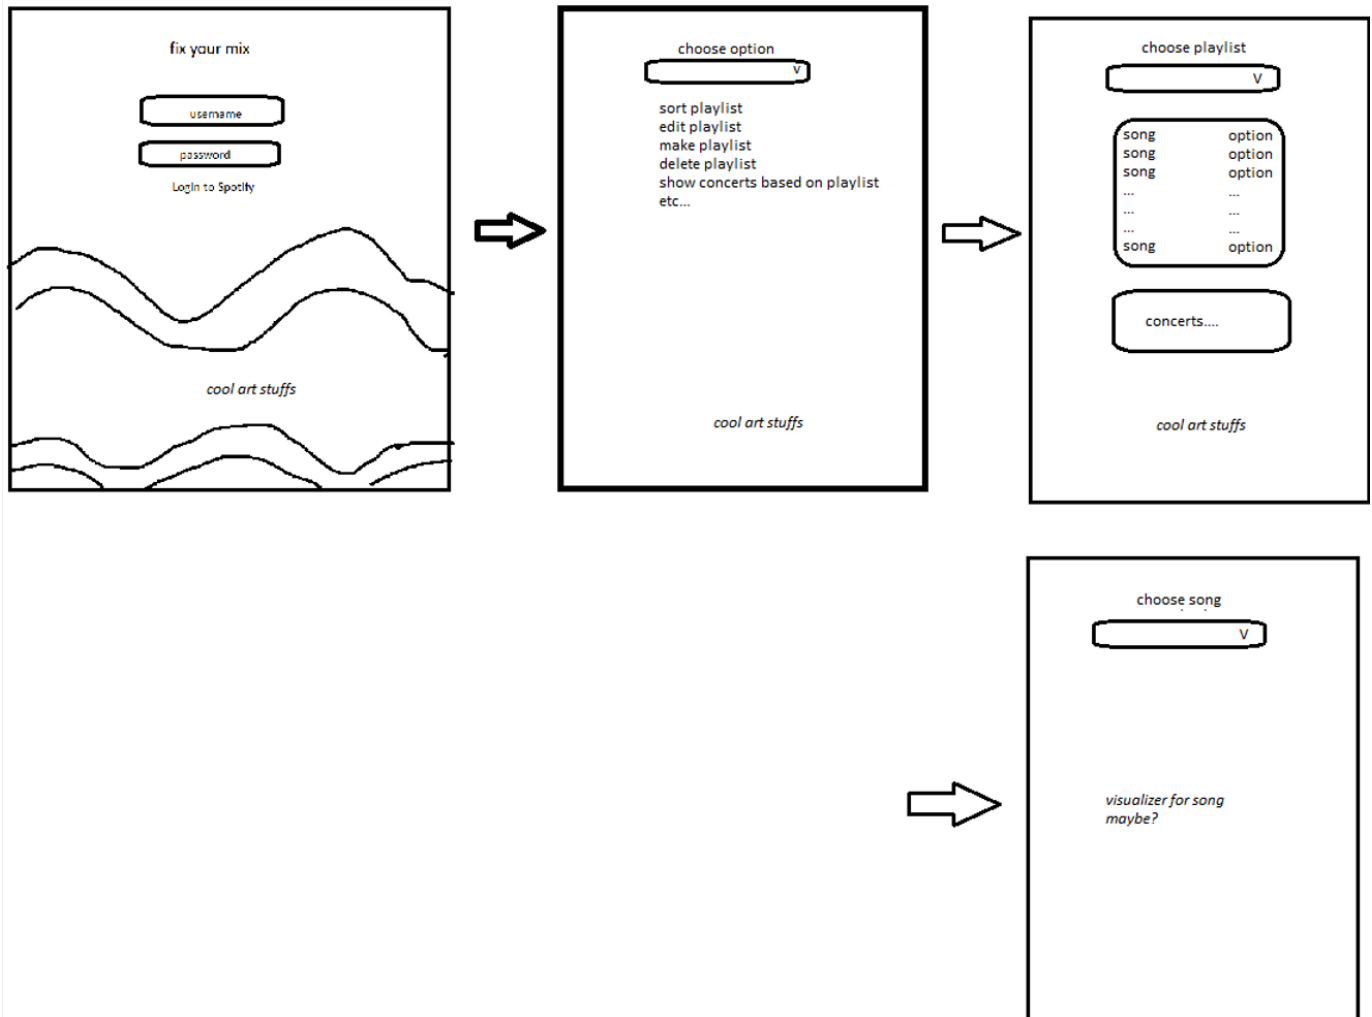 fix your mix
username
password
Login to Spotify
cool art stuffs
choose option
V
sort playlist
edit playlist
make playlist
delete playlist
show concerts based on playlist
etc...
cool art stuffs
choose playlist
V
song option
song option
song option
... ...
... ...
... ...
song option
concerts....
cool art stuffs
choose song
V
visualizer for song
maybe?